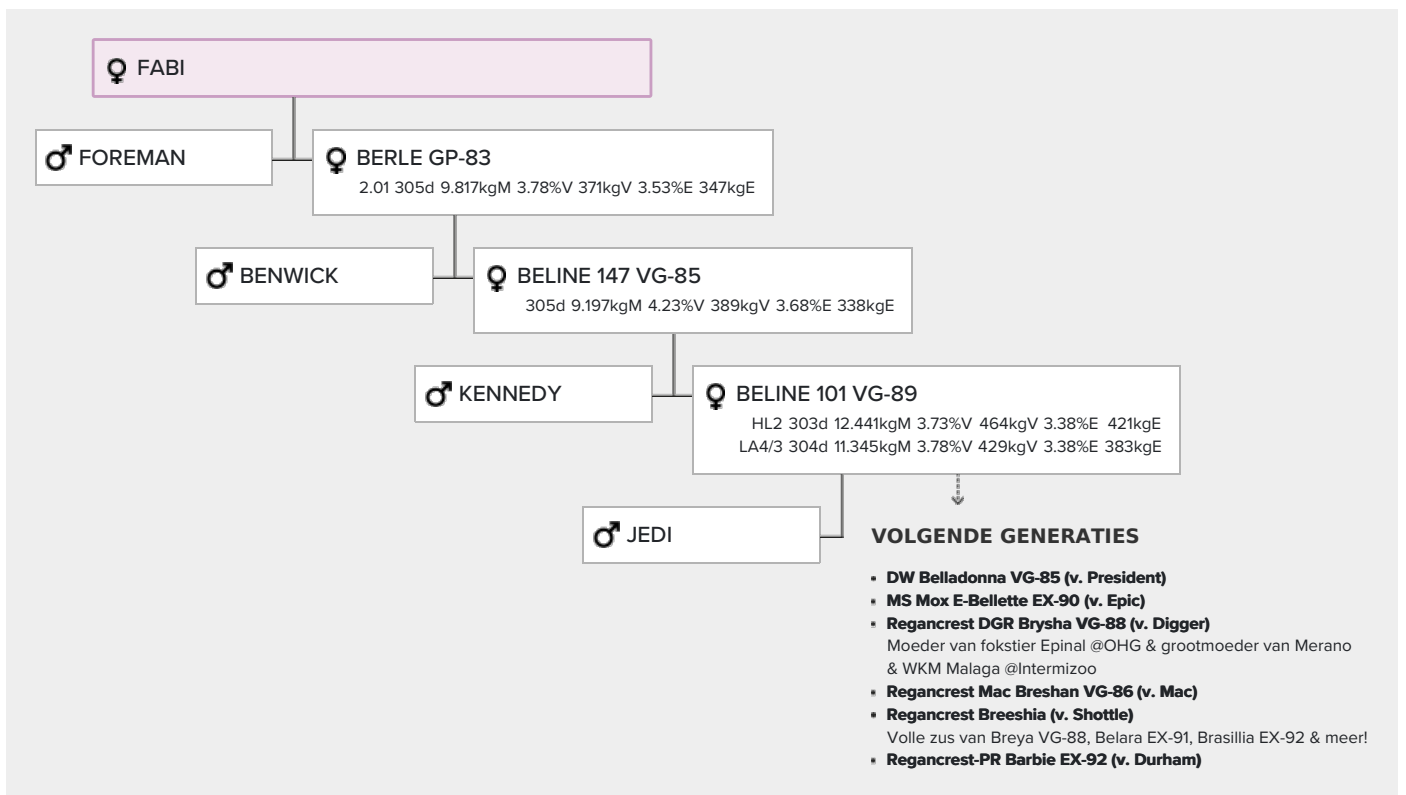 FABI
FOREMAN
BERLE GP-83
2.01 305d 9.817kgM 3.78%V 371kgV 3.53%E 347kgE
BENWICK
BELINE 147 VG-85
305d 9.197kgM 4.23%V 389kgV 3.68%E 338kgE
KENNEDY
BELINE 101 VG-89
HL2 303d 12.441kgM 3.73%V 464kgV 3.38%E 421kgE
LA4/3 304d 11.345kgM 3.78%V 429kgV 3.38%E 383kgE
JEDI
VOLGENDE GENERATIES
DW Belladonna VG-85 (v. President)
MS Mox E-Bellette EX-90 (v. Epic)
Regancrest DGR Brysha VG-88 (v. Digger)
Moeder van fokstier Epinal @OHG & grootmoeder van Merano
& WKM Malaga @Intermizoo
Regancrest Mac Breshan VG-86 (v. Mac)
Regancrest Breeshia (v. Shottle)
Volle zus van Breya VG-88, Belara EX-91, Brasillia EX-92 & meer!
Regancrest-PR Barbie EX-92 (v. Durham)